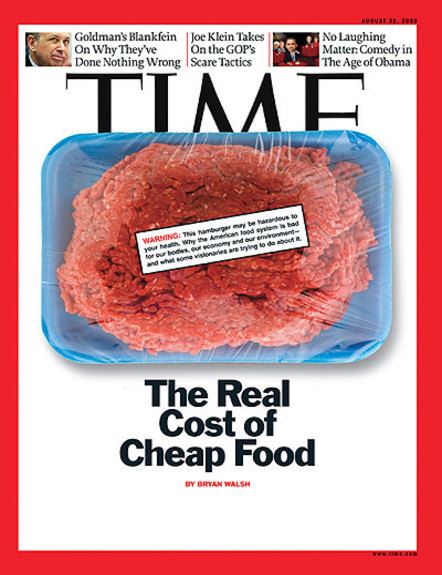 AUGUST 31, 2009
Goldman's Blankfein
On Why They've
Done Nothing Wrong
Joe Klein Takes
On the GOP's
Scare Tactics
No Laughing
Matter: Comedy in
The Age of Obama
TIME
WARNING: This hamburger may be hazardous to
your health. Why the American food system is bad
for our bodies, our economy and our environment—
and what some visionaries are trying to do about it.
The Real
Cost of
Cheap Food
BY BRYAN WALSH
www.time.com